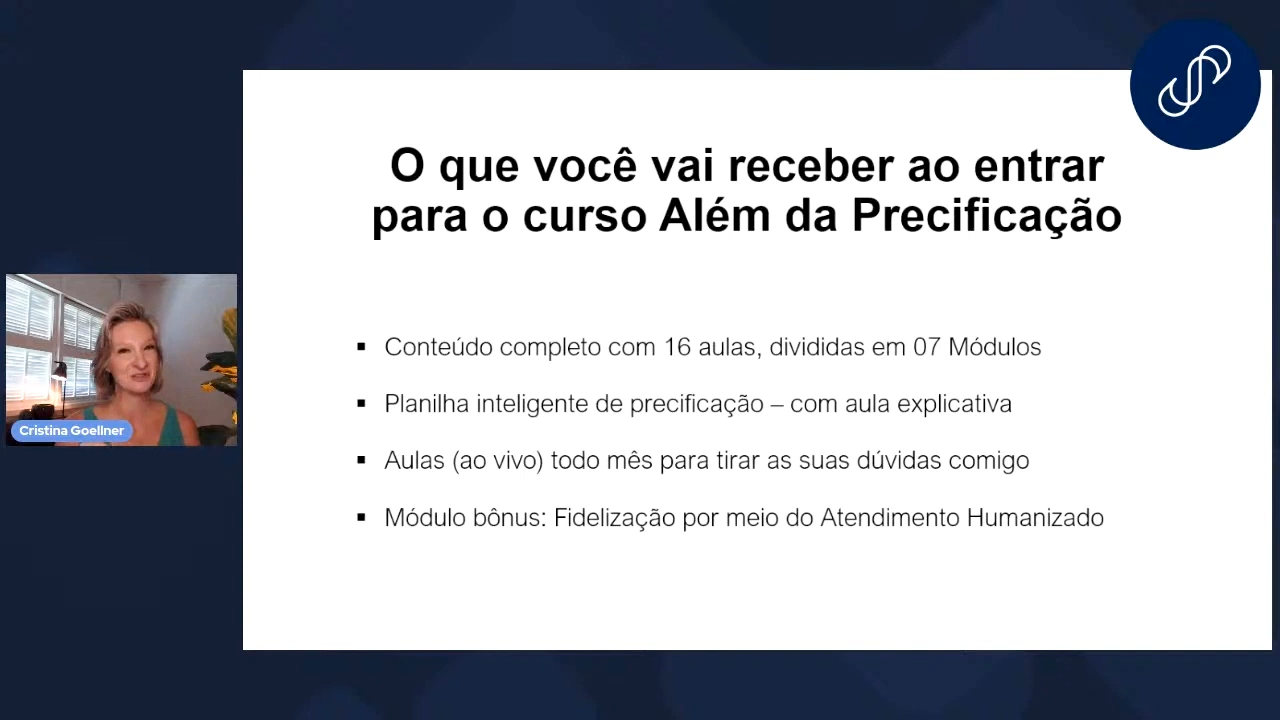 O que você vai receber ao entrar
para o curso Além da Precificação
▪ Conteúdo completo com 16 aulas, divididas em 07 Módulos
▪ Planilha inteligente de precificação – com aula explicativa
▪ Aulas (ao vivo) todo mês para tirar as suas dúvidas comigo
▪ Módulo bônus: Fidelização por meio do Atendimento Humanizado
Cristina Goellner